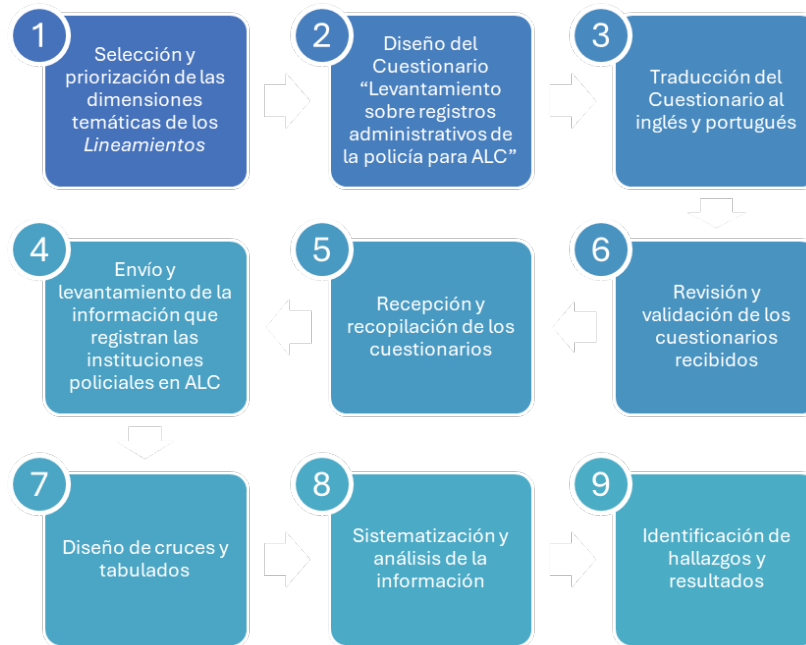 1
Selección y
priorización de las
dimensiones
temáticas de los
Lineamientos
2
Diseño del
Cuestionario
“Levantamiento
sobre registros
administrativos de
la policía para ALC”
3
Traducción del
Cuestionario al
inglés y portugués
4
Envío y
levantamiento de la
información que
registran las
instituciones
policiales en ALC
5
Recepción y
recopilación de los
cuestionarios
6
Revisión y
validación de los
cuestionarios
recibidos
7
Diseño de cruces y
tabulados
8
Sistematización y
análisis de la
información
9
Identificación de
hallazgos y
resultados